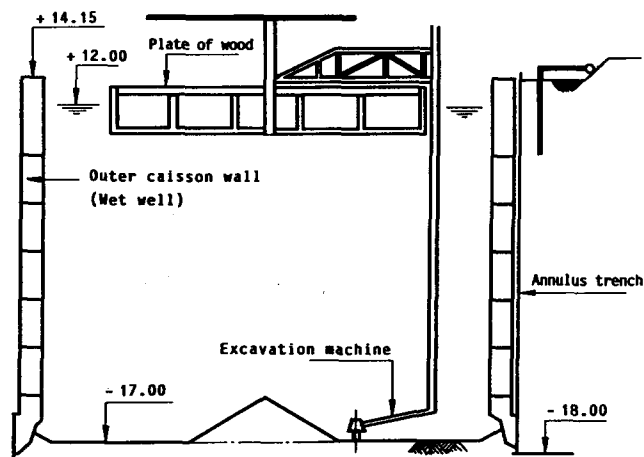 + 14.15
+ 12.00
Plate of wood
Outer caisson wall
(Wet well)
Annulus trench
Excavation machine
- 17.00
- 18.00